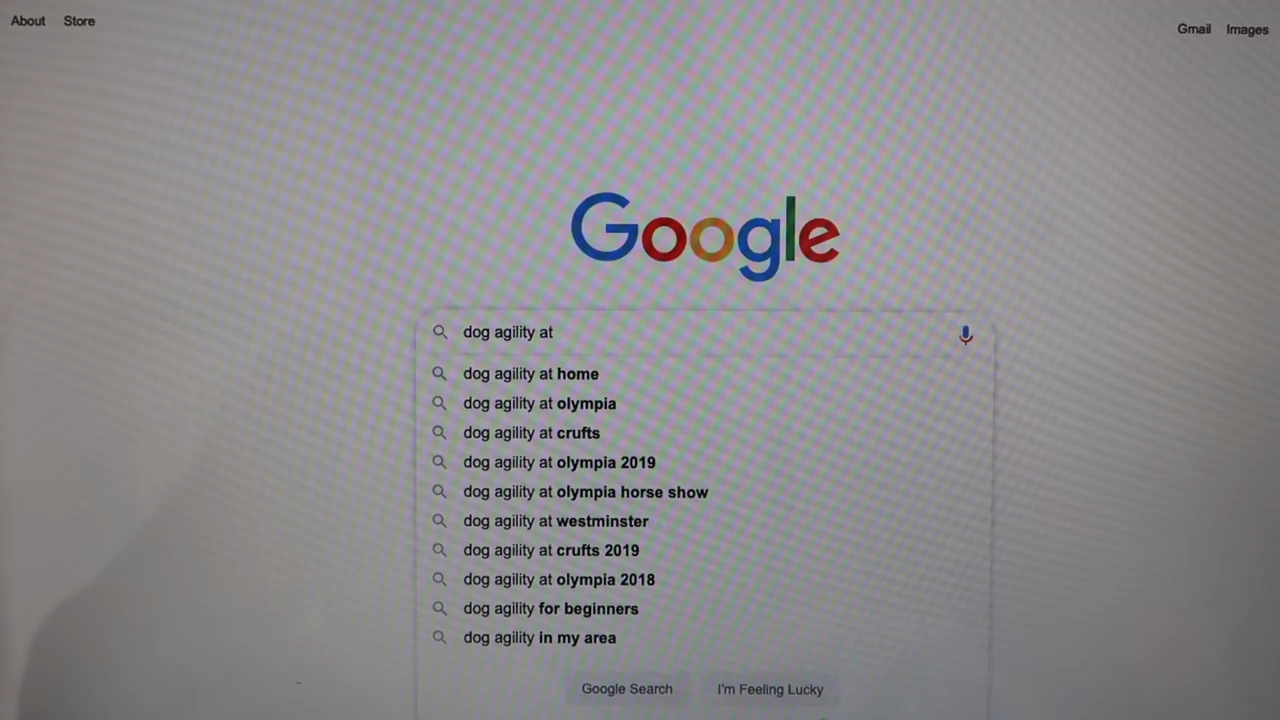 About Store
Gmail Images
Google
dog agility at
dog agility at home
dog agility at olympia
dog agility at crufts
dog agility at olympia 2019
dog agility at olympia horse show
dog agility at westminster
dog agility at crufts 2019
dog agility at olympia 2018
dog agility for beginners
dog agility in my area
Google Search I'm Feeling Lucky